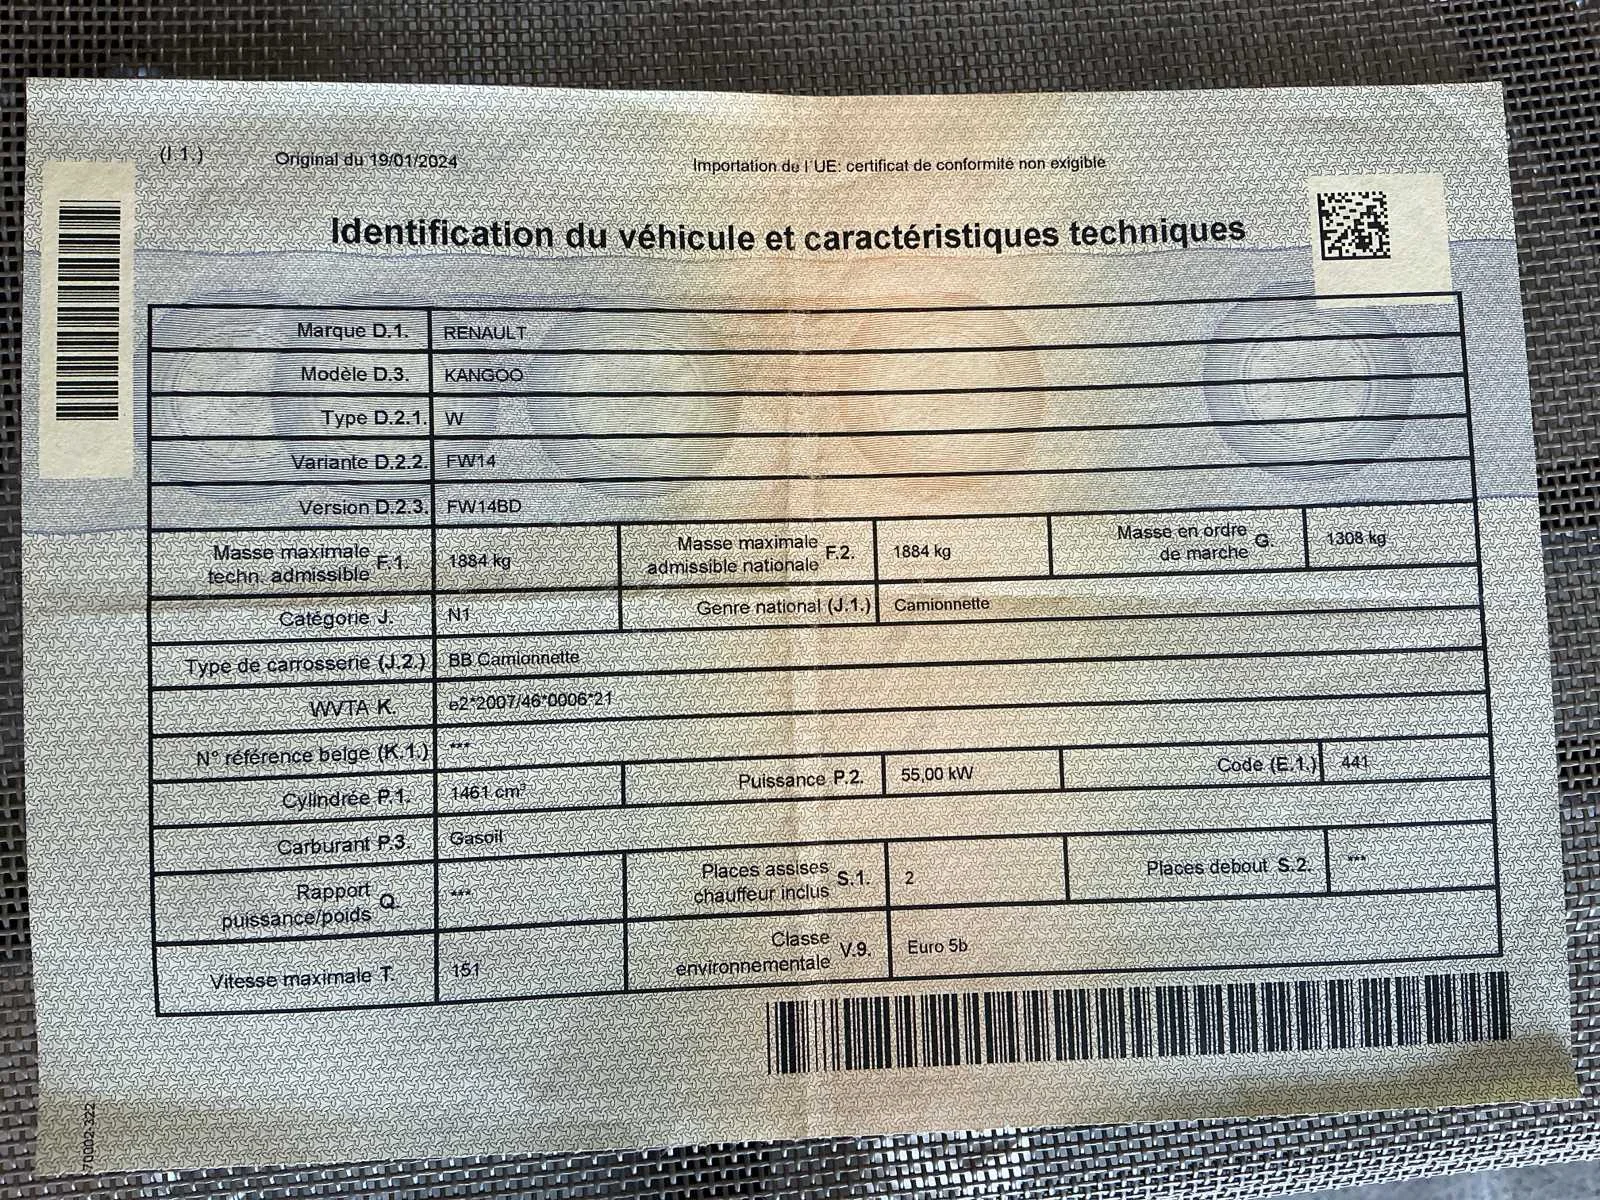 (I 1.) Original du 19/01/2024 Importation de l'UE: certificat de conformité non exigible
Identification du véhicule et caractéristiques techniques
Marque D.1. RENAULT
Modèle D.3. KANGOO
Type D.2.1. W
Variante D.2.2. FW14
Version D.2.3. FW14BD
Masse maximale techn. admissible F.1. 1884 kg Masse maximale admissible nationale F.2. 1884 kg Masse en ordre de marche G. 1308 kg
Catégorie J. N1 Genre national (J.1.) Camionnette
Type de carrosserie (J.2.) BB Camionnette
WVTA K. e2*2007/46*0006*21
N° référence belge (K.1.) ***
Cylindrée P.1. 1461 cm³ Puissance P.2. 55,00 kW Code (E.1.) 441
Carburant P.3. Gasoil
Rapport puissance/poids Q. *** Places assises chauffeur inclus S.1. 2 Places debout S.2. ***
Vitesse maximale T. 151 Classe environnementale V.9. Euro 5b
70002-322